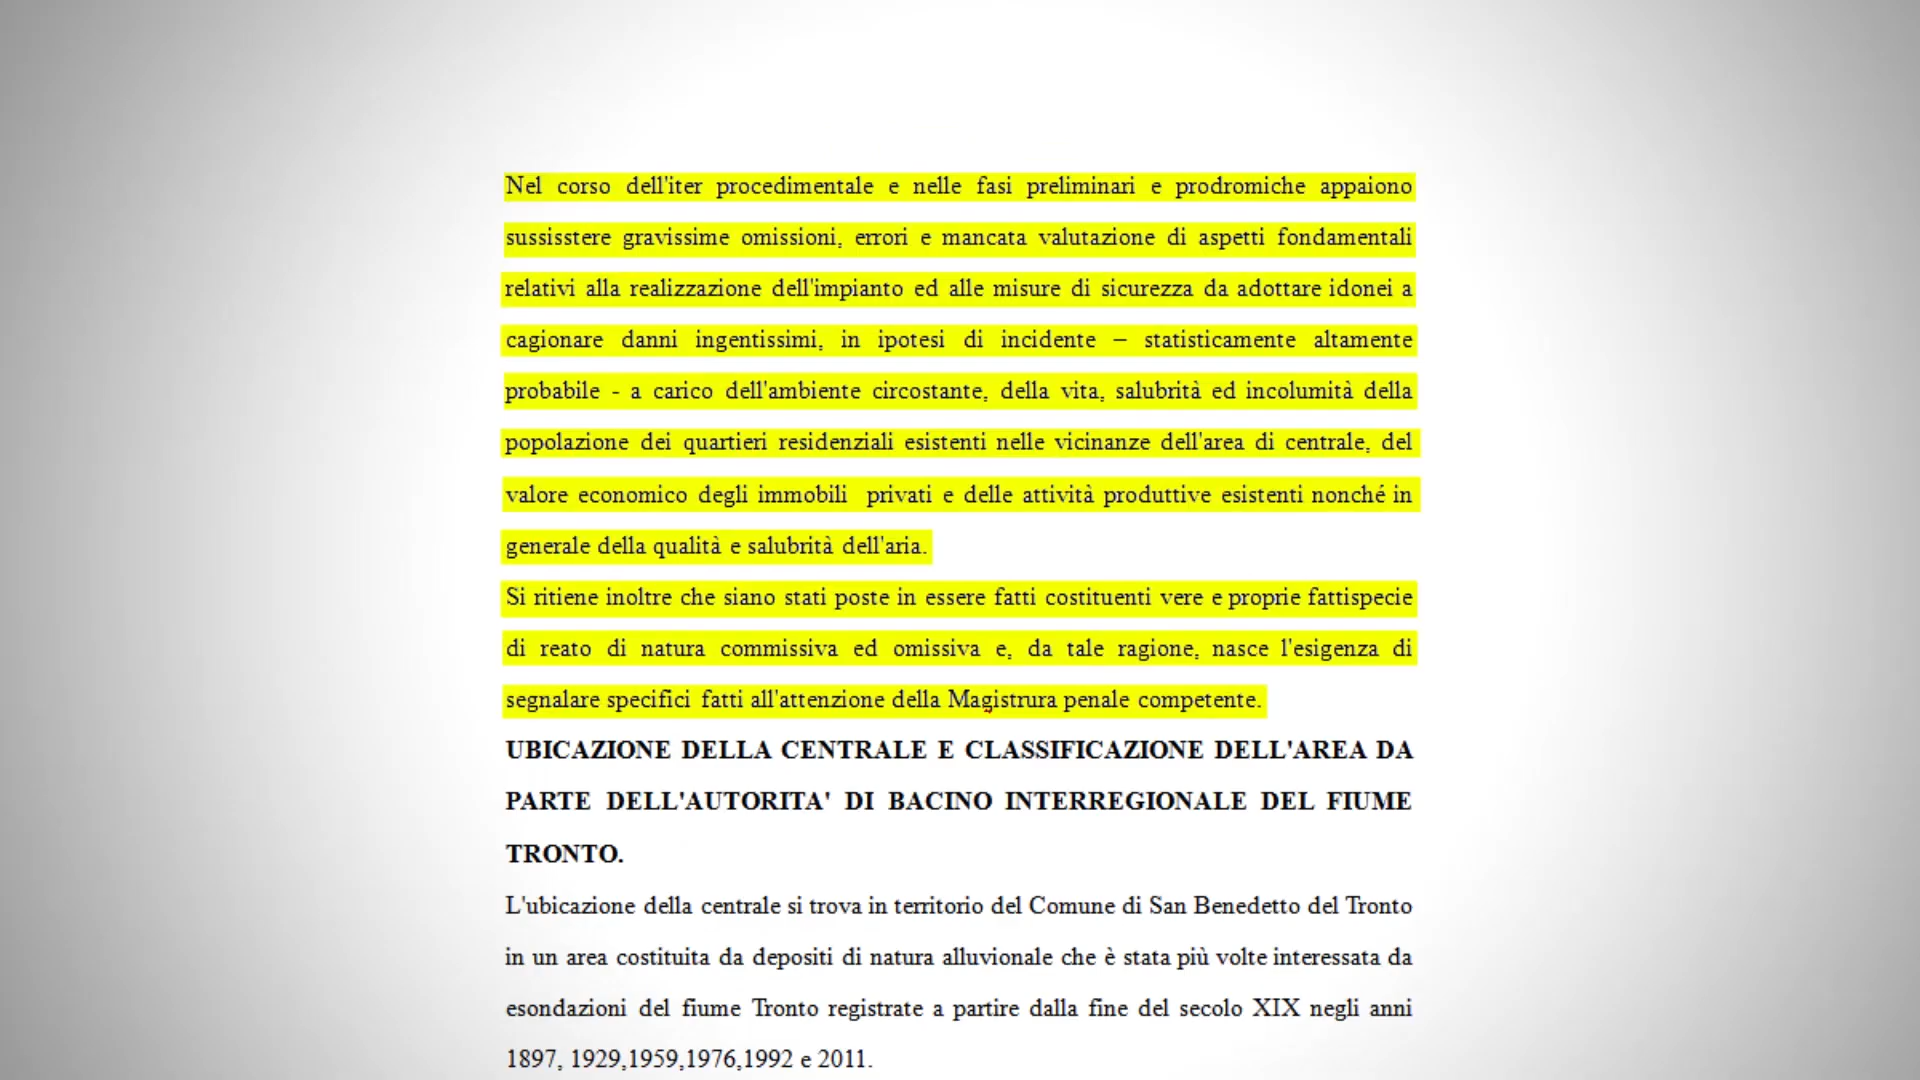 Nel corso dell'iter procedimentale e nelle fasi preliminari e prodromiche appaiono
sussisstere gravissime omissioni, errori e mancata valutazione di aspetti fondamentali
relativi alla realizzazione dell'impianto ed alle misure di sicurezza da adottare idonei a
cagionare danni ingentissimi, in ipotesi di incidente – statisticamente altamente
probabile - a carico dell'ambiente circostante, della vita, salubrità ed incolumità della
popolazione dei quartieri residenziali esistenti nelle vicinanze dell'area di centrale, del
valore economico degli immobili privati e delle attività produttive esistenti nonché in
generale della qualità e salubrità dell'aria.
Si ritiene inoltre che siano stati poste in essere fatti costituenti vere e proprie fattispecie
di reato di natura commissiva ed omissiva e, da tale ragione, nasce l'esigenza di
segnalare specifici fatti all'attenzione della Magistrura penale competente.
UBICAZIONE DELLA CENTRALE E CLASSIFICAZIONE DELL'AREA DA
PARTE DELL'AUTORITA' DI BACINO INTERREGIONALE DEL FIUME
TRONTO.
L'ubicazione della centrale si trova in territorio del Comune di San Benedetto del Tronto
in un area costituita da depositi di natura alluvionale che è stata più volte interessata da
esondazioni del fiume Tronto registrate a partire dalla fine del secolo XIX negli anni
1897, 1929,1959,1976,1992 e 2011.